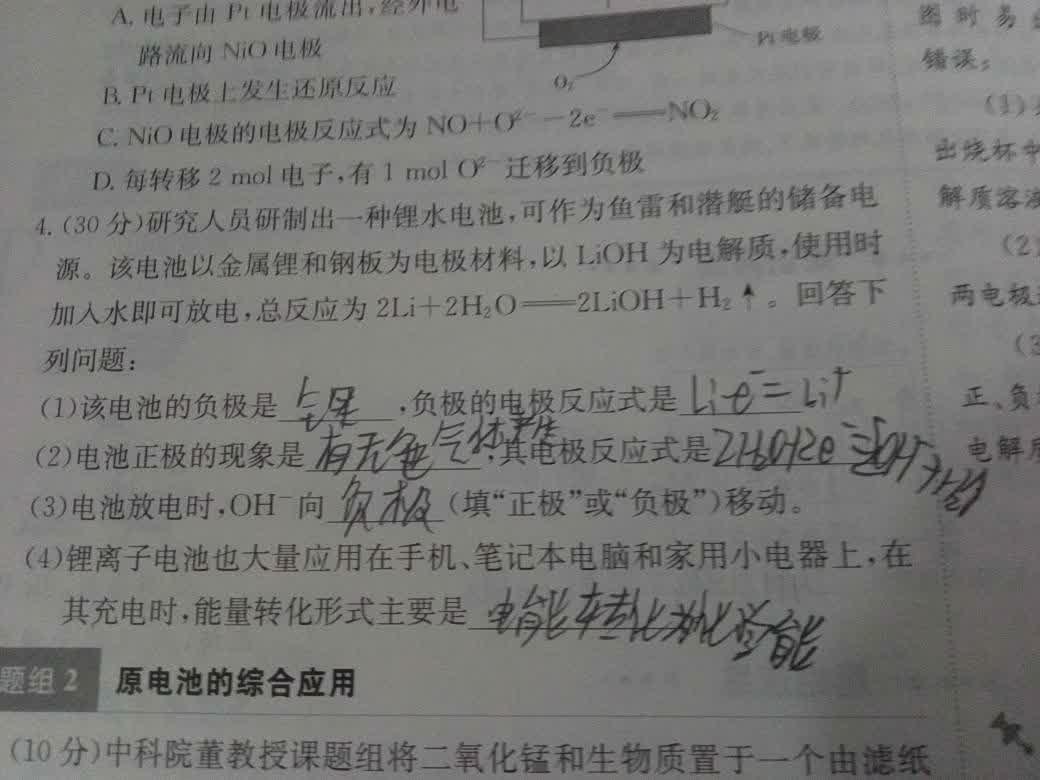 A. 电子由 Pt 电极流出,经外电
路流向 NiO 电极
B. Pt 电极上发生还原反应
C. NiO 电极的电极反应式为 NO+O²⁻-2e⁻══NO₂
D. 每转移 2 mol 电子,有 1 mol O²⁻ 迁移到负极
Pt 电极
O₂
4. (30 分)研究人员研制出一种锂水电池,可作为鱼雷和潜艇的储备电
源。该电池以金属锂和钢板为电极材料,以 LiOH 为电解质,使用时
加入水即可放电,总反应为 2Li+2H₂O══2LiOH+H₂↑。回答下
列问题:
(1)该电池的负极是 ,负极的电极反应式是 Li-e⁻=Li⁺
(2)电池正极的现象是 有无色气体产生 ,其电极反应式是 2H₂O+2e⁻=2OH⁻+H₂
(3)电池放电时,OH⁻向 负极 (填“正极”或“负极”)移动。
(4)锂离子电池也大量应用在手机、笔记本电脑和家用小电器上,在
其充电时,能量转化形式主要是 电能转化为化学能
题组 2 原电池的综合应用
(10 分)中科院董教授课题组将二氧化锰和生物质置于一个由滤纸
图时易
错误:
(1)
出烧杯中
解质溶液
(2)
两电极
(3
正、负
电解质